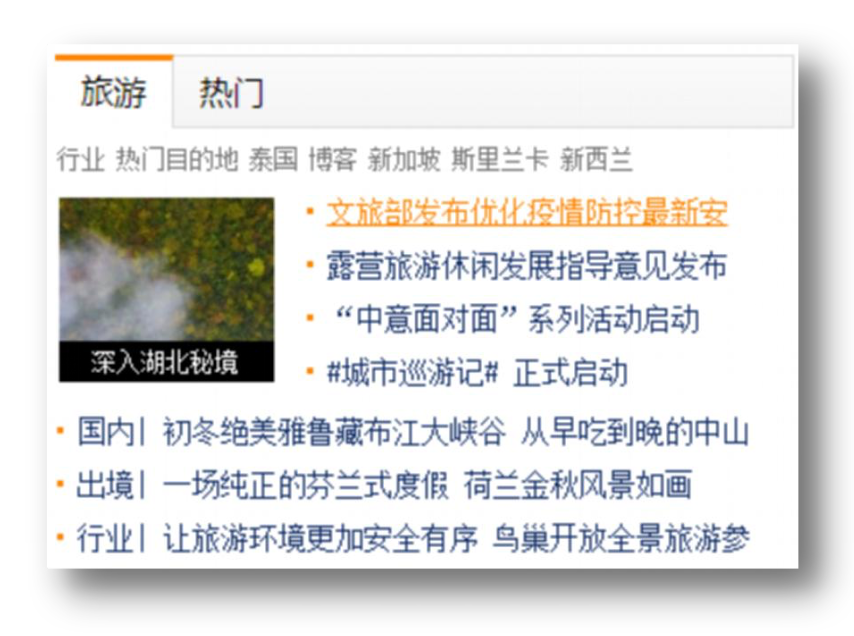 旅游 热门
行业 热门目的地 泰国 博客 新加坡 斯里兰卡 新西兰
文旅部发布优化疫情防控最新安
露营旅游休闲发展指导意见发布
“中意面对面”系列活动启动
#城市巡游记# 正式启动
深入湖北秘境
国内| 初冬绝美雅鲁藏布江大峡谷 从早吃到晚的中山
出境| 一场纯正的芬兰式度假 荷兰金秋风景如画
行业| 让旅游环境更加安全有序 鸟巢开放全景旅游参